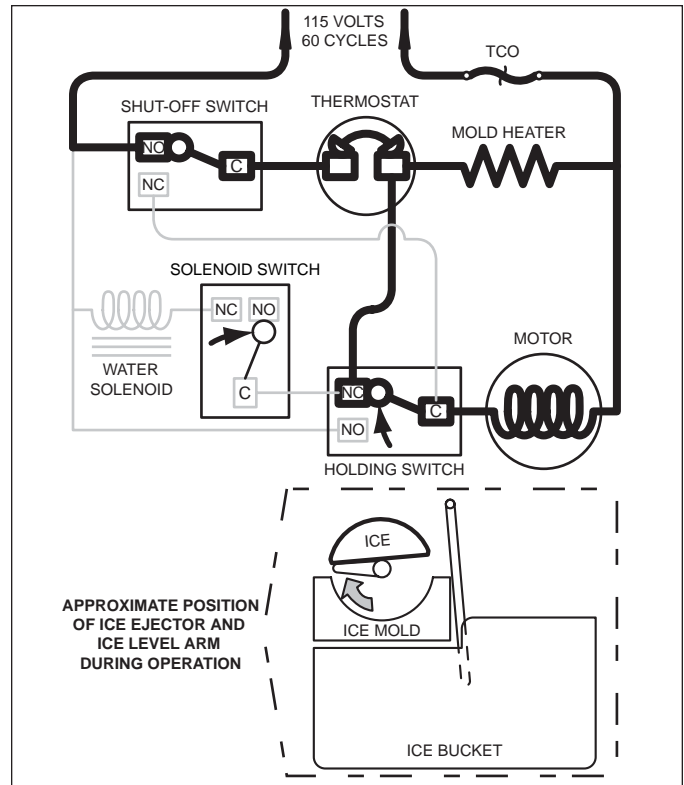 115 VOLTS
60 CYCLES
TCO
SHUT-OFF SWITCH
THERMOSTAT
MOLD HEATER
NO
C
NC
SOLENOID SWITCH
NC
NO
MOTOR
WATER
SOLENOID
C
NC
C
NO
HOLDING SWITCH
ICE
APPROXIMATE POSITION
OF ICE EJECTOR AND
ICE LEVEL ARM
DURING OPERATION
ICE MOLD
ICE BUCKET